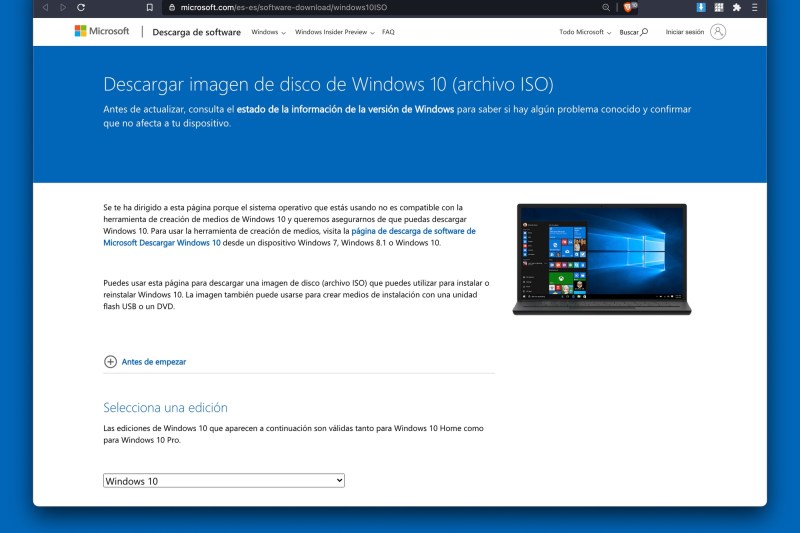 microsoft.com/es-es/software-download/windows10ISO
Microsoft
Descarga de software
Windows
Windows Insider Preview
FAQ
Todo Microsoft
Buscar
Iniciar sesión
Descargar imagen de disco de Windows 10 (archivo ISO)
Antes de actualizar, consulta el estado de la información de la versión de Windows para saber si hay algún problema conocido y confirmar
que no afecta a tu dispositivo.
Se te ha dirigido a esta página porque el sistema operativo que estás usando no es compatible con la
herramienta de creación de medios de Windows 10 y queremos asegurarnos de que puedas descargar
Windows 10. Para usar la herramienta de creación de medios, visita la página de descarga de software de
Microsoft Descargar Windows 10 desde un dispositivo Windows 7, Windows 8.1 o Windows 10.
Puedes usar esta página para descargar una imagen de disco (archivo ISO) que puedes utilizar para instalar o
reinstalar Windows 10. La imagen también puede usarse para crear medios de instalación con una unidad
flash USB o un DVD.
Antes de empezar
Selecciona una edición
Las ediciones de Windows 10 que aparecen a continuación son válidas tanto para Windows 10 Home como
para Windows 10 Pro.
Windows 10